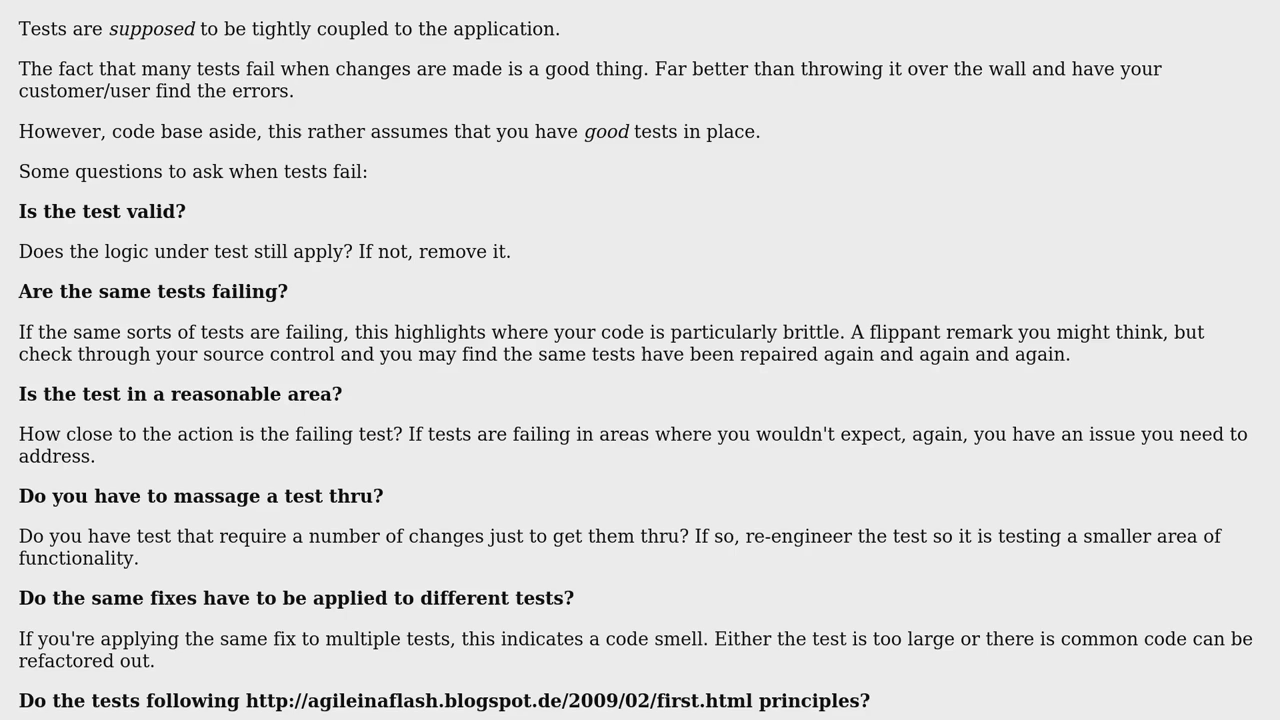 Tests are supposed to be tightly coupled to the application.
The fact that many tests fail when changes are made is a good thing. Far better than throwing it over the wall and have your
customer/user find the errors.
However, code base aside, this rather assumes that you have good tests in place.
Some questions to ask when tests fail:
Is the test valid?
Does the logic under test still apply? If not, remove it.
Are the same tests failing?
If the same sorts of tests are failing, this highlights where your code is particularly brittle. A flippant remark you might think, but
check through your source control and you may find the same tests have been repaired again and again and again.
Is the test in a reasonable area?
How close to the action is the failing test? If tests are failing in areas where you wouldn't expect, again, you have an issue you need to
address.
Do you have to massage a test thru?
Do you have test that require a number of changes just to get them thru? If so, re-engineer the test so it is testing a smaller area of
functionality.
Do the same fixes have to be applied to different tests?
If you're applying the same fix to multiple tests, this indicates a code smell. Either the test is too large or there is common code can be
refactored out.
Do the tests following http://agileinaflash.blogspot.de/2009/02/first.html principles?